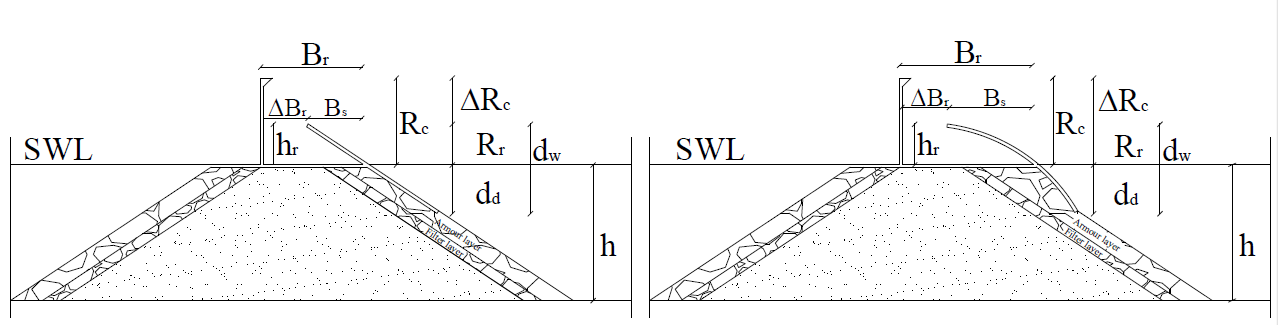 Br
ΔBr Bs
ΔRc
Rc
SWL
hr
Rr
dw
dd
Armour layer
Filter layer
h
Br
ΔBr Bs
ΔRc
Rc
SWL
hr
Rr
dw
dd
Armour layer
Filter layer
h